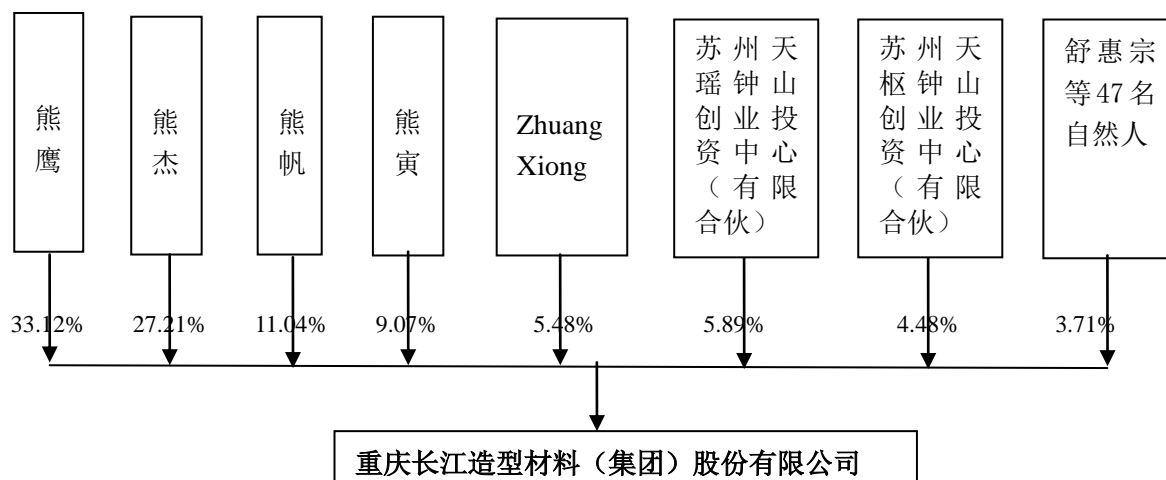 熊
鹰
熊
杰
熊
帆
熊
寅
Zhuang
Xiong
苏州天
瑶钟山
创业投
资中心
（有限
合伙）
苏州天
枢钟山
创业投
资中心
（有限
合伙）
舒惠宗
等47名
自然人
33.12%
27.21%
11.04%
9.07%
5.48%
5.89%
4.48%
3.71%
重庆长江造型材料（集团）股份有限公司